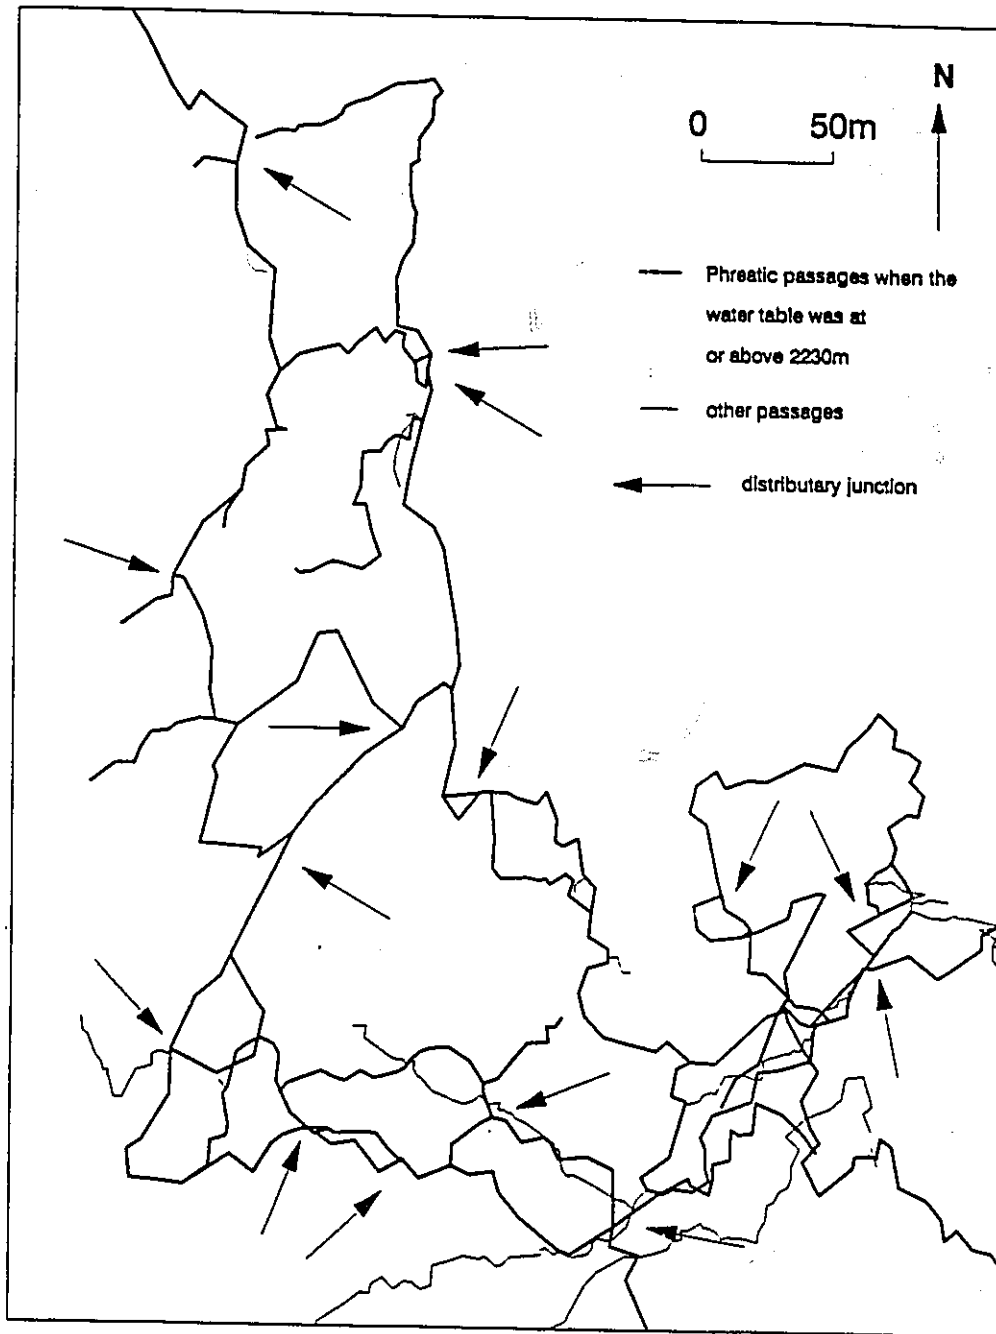 N
0 50m
Phreatic passages when the
water table was at
or above 2230m
other passages
distributary junction